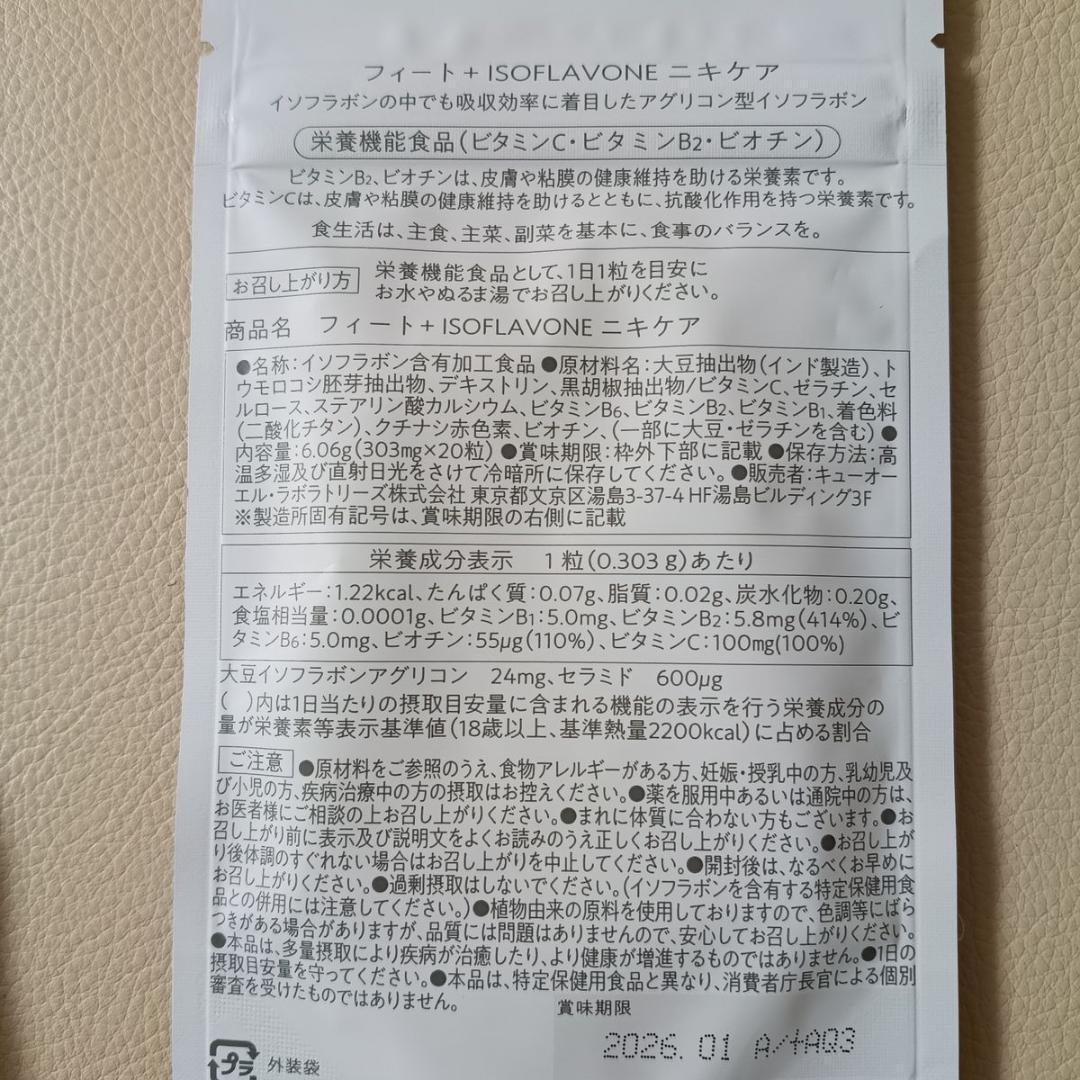 フィート+ ISOFLAVONE ニキケア
イソフラボンの中でも吸収効率に着目したアグリコン型イソフラボン
栄養機能食品(ビタミンC・ビタミンB2・ビオチン)
ビタミンB2、ビオチンは、皮膚や粘膜の健康維持を助ける栄養素です。
ビタミンCは、皮膚や粘膜の健康維持を助けるとともに、抗酸化作用を持つ栄養素です。
食生活は、主食、主菜、副菜を基本に、食事のバランスを。
お召し上がり方 栄養機能食品として、1日1粒を目安に
お水やぬるま湯でお召し上がりください。
商品名 フィート+ ISOFLAVONE ニキケア
●名称:イソフラボン含有加工食品 ●原材料名:大豆抽出物(インド製造)、ト
ウモロコシ胚芽抽出物、デキストリン、黒胡椒抽出物/ビタミンC、ゼラチン、セ
ルロース、ステアリン酸カルシウム、ビタミンB6、ビタミンB2、ビタミンB1、着色料
(二酸化チタン)、クチナシ赤色素、ビオチン、(一部に大豆・ゼラチンを含む) ●
内容量:6.06g(303mg×20粒) ●賞味期限:枠外下部に記載 ●保存方法:高
温多湿及び直射日光をさけて冷暗所に保存してください。●販売者:キューオー
エル・ラボラトリーズ株式会社 東京都文京区湯島3-37-4 HF湯島ビルディング3F
※製造所固有記号は、賞味期限の右側に記載
栄養成分表示 1粒(0.303g)あたり
エネルギー:1.22kcal、たんぱく質:0.07g、脂質:0.02g、炭水化物:0.20g、
食塩相当量:0.0001g、ビタミンB1:5.0mg、ビタミンB2:5.8mg(414%)、ビ
タミンB6:5.0mg、ビオチン:55μg(110%)、ビタミンC:100mg(100%)
大豆イソフラボンアグリコン 24mg、セラミド 600μg
( )内は1日当たりの摂取目安量に含まれる機能の表示を行う栄養成分の
量が栄養素等表示基準値(18歳以上、基準熱量2200kcal)に占める割合
ご注意 ●原材料をご参照のうえ、食物アレルギーがある方、妊娠・授乳中の方、乳幼児及
び小児の方、疾病治療中の方の摂取はお控えください。●薬を服用中あるいは通院中の方は、
お医者様にご相談の上お召し上がりください。●まれに体質に合わない方もございます。●お
召し上がり前に表示及び説明文をよくお読みのうえ正しくお召し上がりください。●お召し上が
り後体調のすぐれない場合はお召し上がりを中止してください。●開封後は、なるべくお早めに
お召し上がりください。●過剰摂取はしないでください。(イソフラボンを含有する特定保健用食
品との併用には注意してください。)●植物由来の原料を使用しておりますので、色調等にばら
つきがある場合がありますが、品質には問題はありませんので、安心してお召し上がりください。
●本品は、多量摂取により疾病が治癒したり、より健康が増進するものではありません。●1日の
摂取目安量を守ってください。●本品は、特定保健用食品と異なり、消費者庁長官による個別
審査を受けたものではありません。
賞味期限
2026.01 A/+AQ3
プラ 外装袋